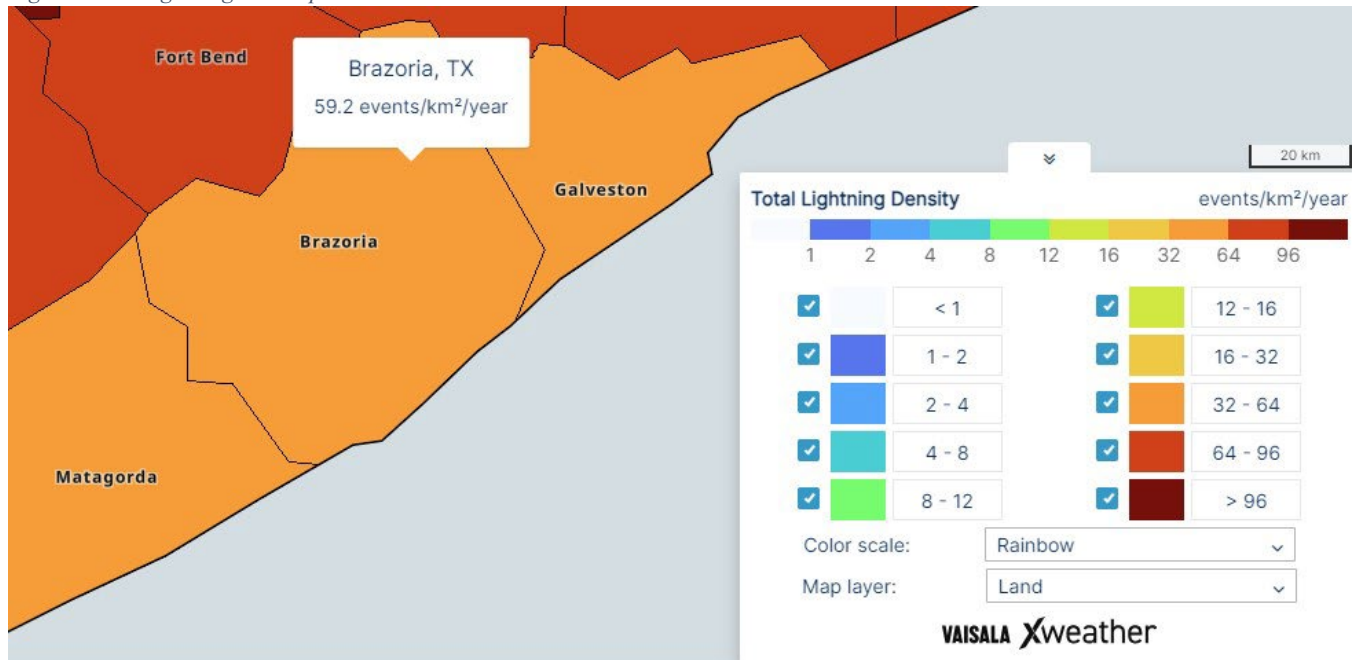 Fort Bend
Brazoria, TX
59.2 events/km²/year
Galveston
Brazoria
Matagorda
20 km
Total Lightning Density
events/km²/year
1 2 4 8 12 16 32 64 96
< 1
12 - 16
1 - 2
16 - 32
2 - 4
32 - 64
4 - 8
64 - 96
8 - 12
> 96
Color scale:
Rainbow
Map layer:
Land
VAISALA Xweather